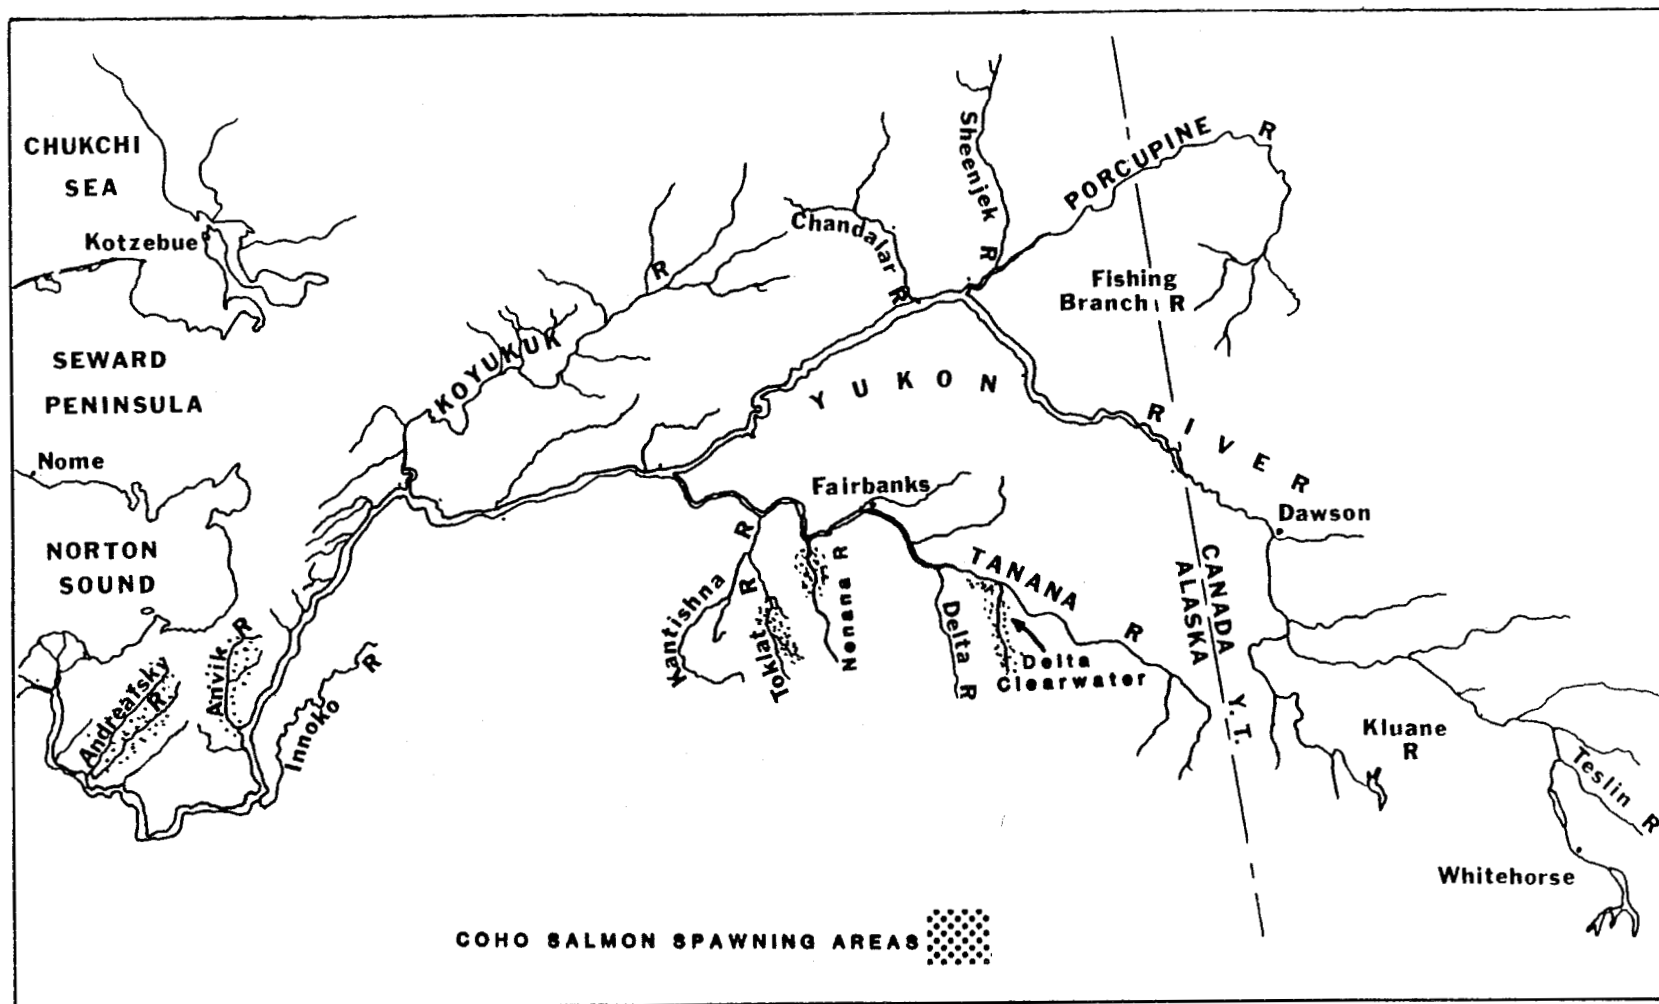 CHUKCHI
SEA
Kotzebue
SEWARD
PENINSULA
Nome
NORTON
SOUND
Andreafsky
R
Anvik
R
Innoko
R
KOYUKUK
R
Chandalar
R
Sheenjek
R
PORCUPINE
R
Fishing
Branch R
YUKON
RIVER
Fairbanks
Dawson
TANANA
R
Kantishna
R
Toklat
R
Nenana R
Delta
R
Delta
Clearwater
CANADA
ALASKA
Y.T.
Kluane
R
Teslin
R
Whitehorse
COHO SALMON SPAWNING AREAS